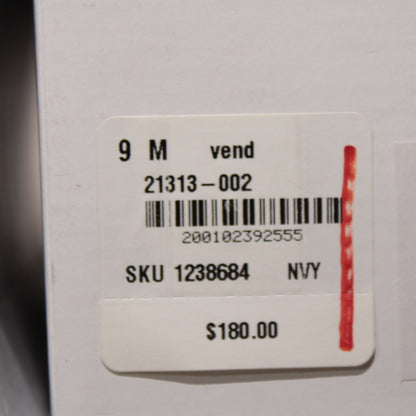 9 M vend
21313-002
200102392555
SKU 1238684 NVY
$180.00